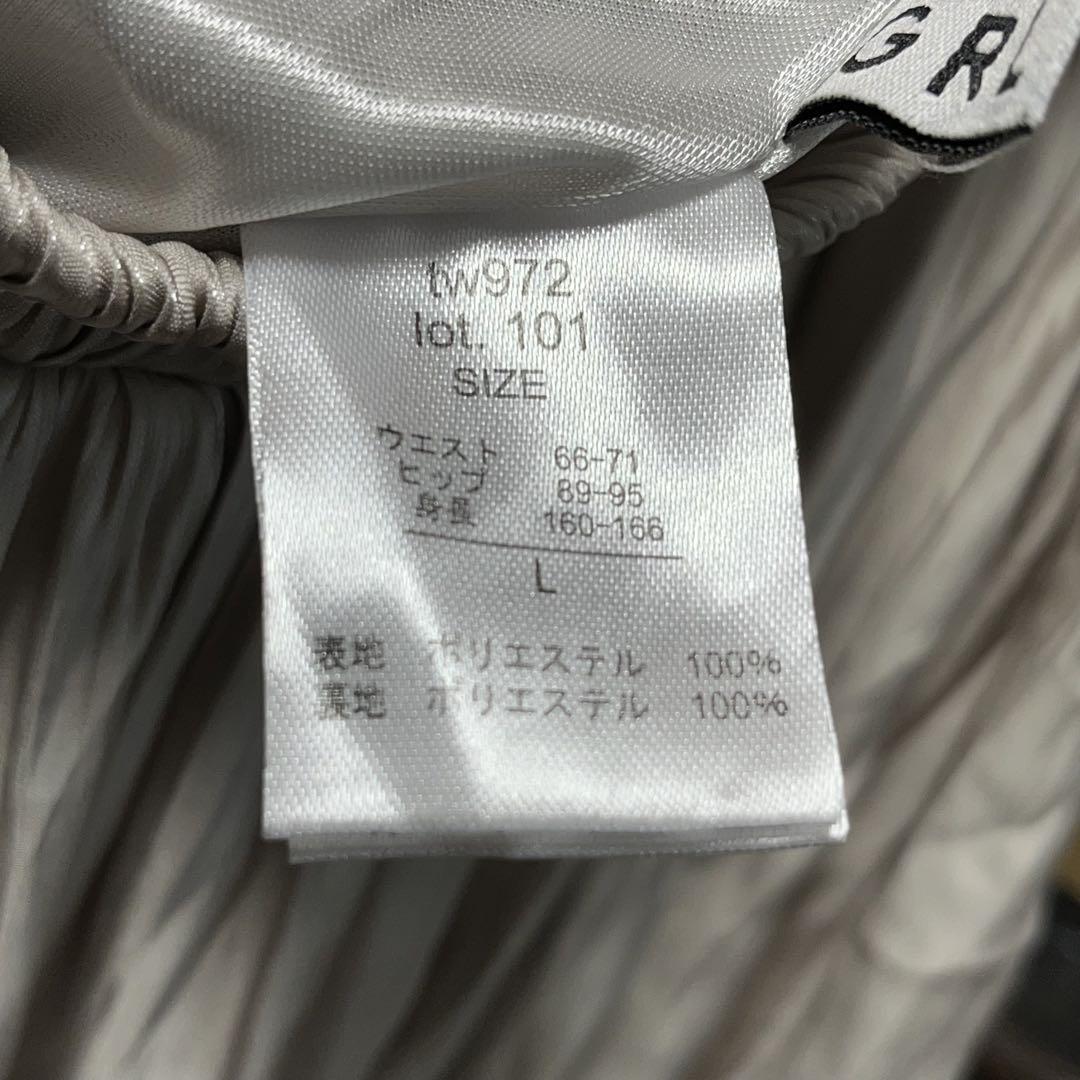 GR
tw972
lot. 101
SIZE
ウエスト 66-71
ヒップ 89-95
身長 160-166
L
表地 ポリエステル 100%
裏地 ポリエステル 100%